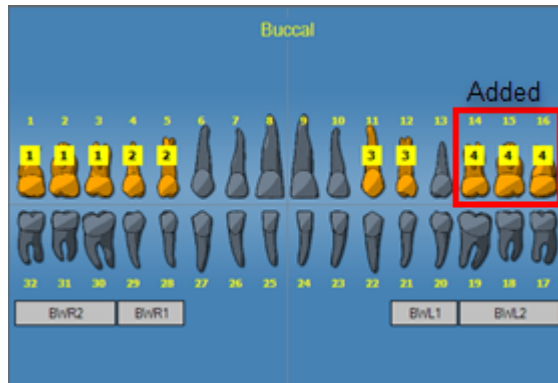 Buccal
Added
1 2 3 4 5 6 7 8 9 10 11 12 13 14 15 16
1 1 1 2 2 3 3 4 4 4
32 31 30 29 28 27 26 25 24 23 22 21 20 19 18 17
BWR2 BWR1 BWL1 BWL2